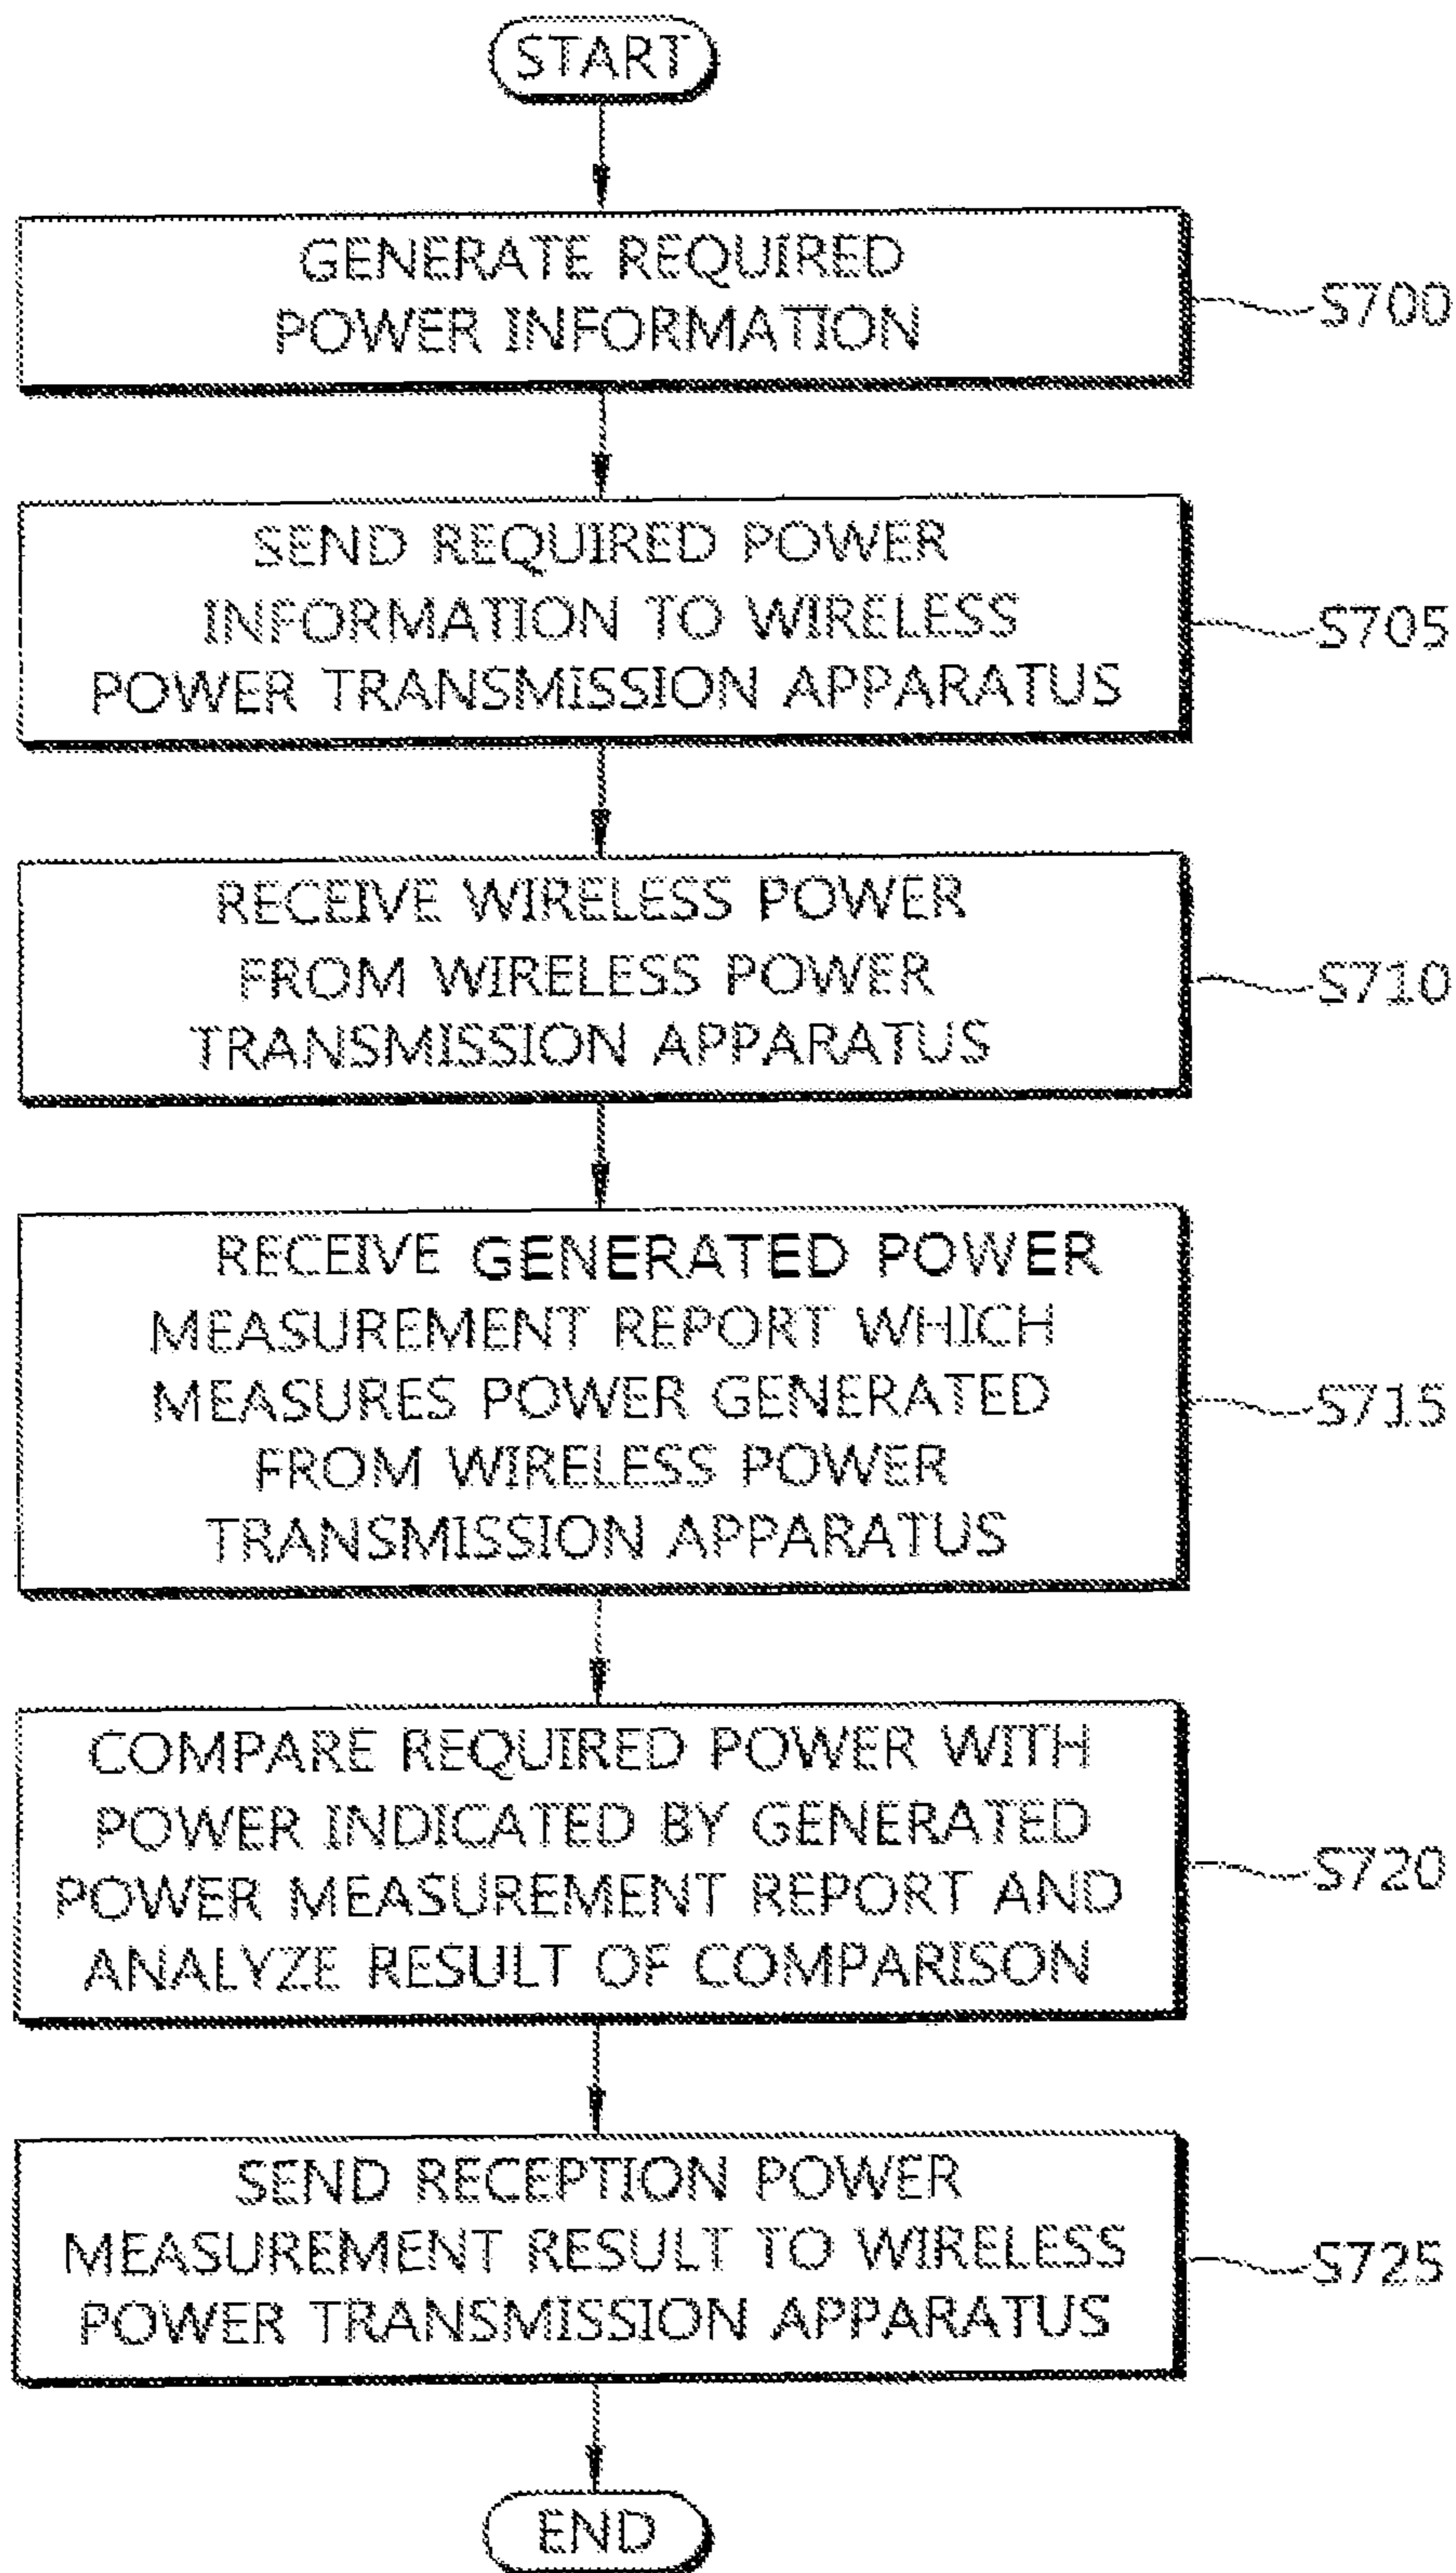 START
GENERATE REQUIRED
POWER INFORMATION
S700
SEND REQUIRED POWER
INFORMATION TO WIRELESS
POWER TRANSMISSION APPARATUS
S705
RECEIVE WIRELESS POWER
FROM WIRELESS POWER
TRANSMISSION APPARATUS
S710
RECEIVE GENERATED POWER
MEASUREMENT REPORT WHICH
MEASURES POWER GENERATED
FROM WIRELESS POWER
TRANSMISSION APPARATUS
S715
COMPARE REQUIRED POWER WITH
POWER INDICATED BY GENERATED
POWER MEASUREMENT REPORT AND
ANALYZE RESULT OF COMPARISON
S720
SEND RECEPTION POWER
MEASUREMENT RESULT TO WIRELESS
POWER TRANSMISSION APPARATUS
S725
END